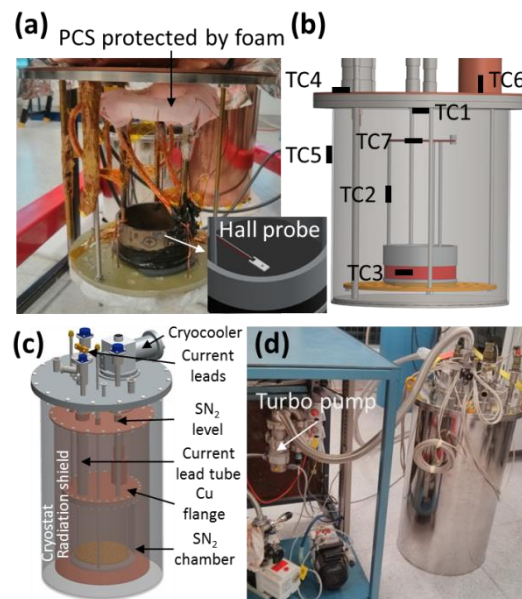 (a)
PCS protected by foam
Hall probe
(b)
TC4
TC6
TC1
TC7
TC5
TC2
TC3
(c)
Cryocooler
Current
leads
SN₂
level
Current
lead tube
Cu
flange
SN₂
chamber
Cryostat
Radiation shield
(d)
Turbo pump